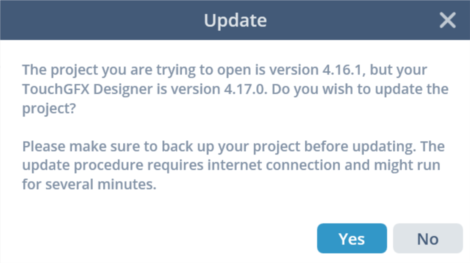 Update
The project you are trying to open is version 4.16.1, but your
TouchGFX Designer is version 4.17.0. Do you wish to update the
project?
Please make sure to back up your project before updating. The
update procedure requires internet connection and might run
for several minutes.
Yes
No